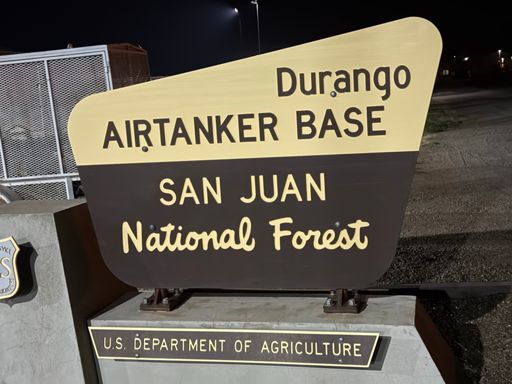 Durango
AIRTANKER BASE
SAN JUAN
National Forest
U.S. DEPARTMENT OF AGRICULTURE